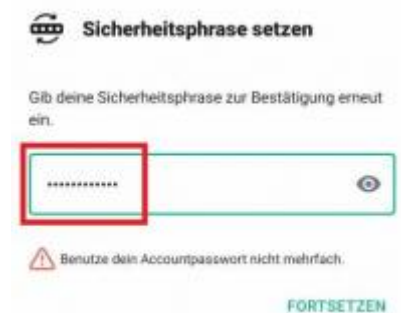 Sicherheitsphrase setzen
Gib deine Sicherheitsphrase zur Bestätigung erneut
ein.
••••••••••••
Benutze dein Accountpasswort nicht mehrfach.
FORTSETZEN